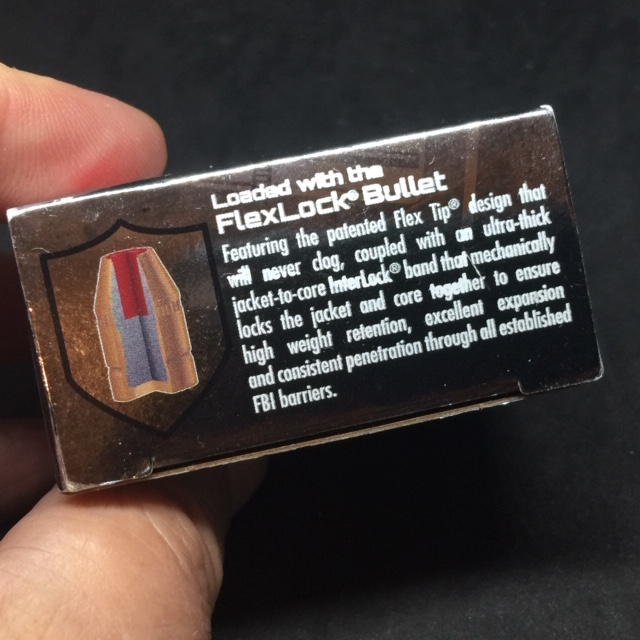 Loaded with the
FlexLock® Bullet
Featuring the patented Flex Tip® design that
will never clog, coupled with an ultra-thick
jacket-to-core InterLock® band that mechanically
locks the jacket and core together to ensure
high weight retention, excellent expansion
and consistent penetration through all established
FBI barriers.